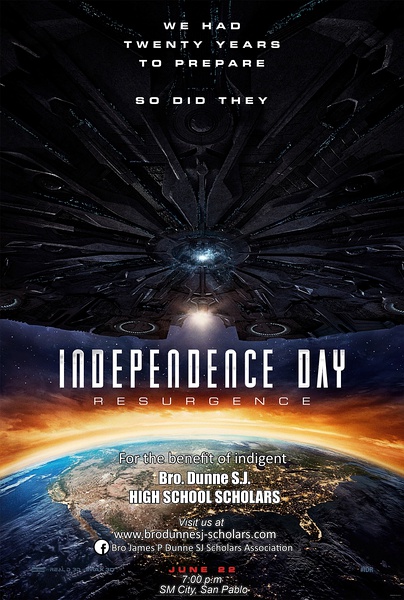 WE HAD
TWENTY YEARS
TO PREPARE
SO DID THEY
INDEPENDENCE DAY
RESURGENCE
For the benefit of indigent
Bro. Dunne S.J.
HIGH SCHOOL SCHOLARS
Visit us at
www.brodunnesj-scholars.com
Bro James P Dunne SJ Scholars Association
JUNE 22
7:00 p.m
SM City, San Pablo